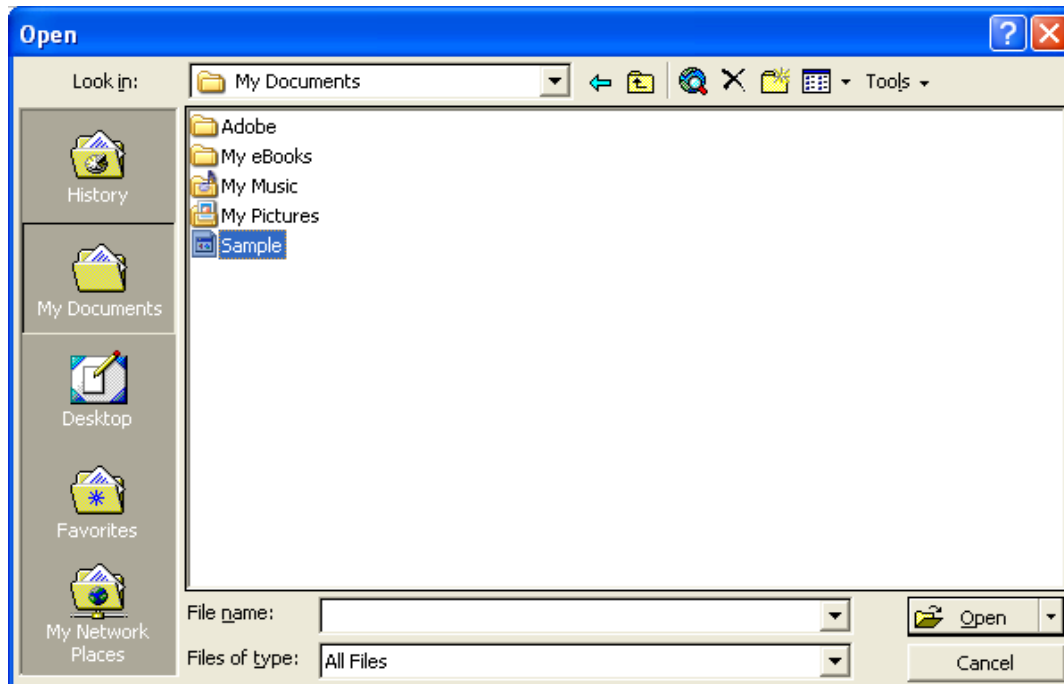 Open
Look in:
My Documents
Tools
History
My Documents
Desktop
Favorites
My Network
Places
Adobe
My eBooks
My Music
My Pictures
Sample
File name:
Open
Files of type:
All Files
Cancel